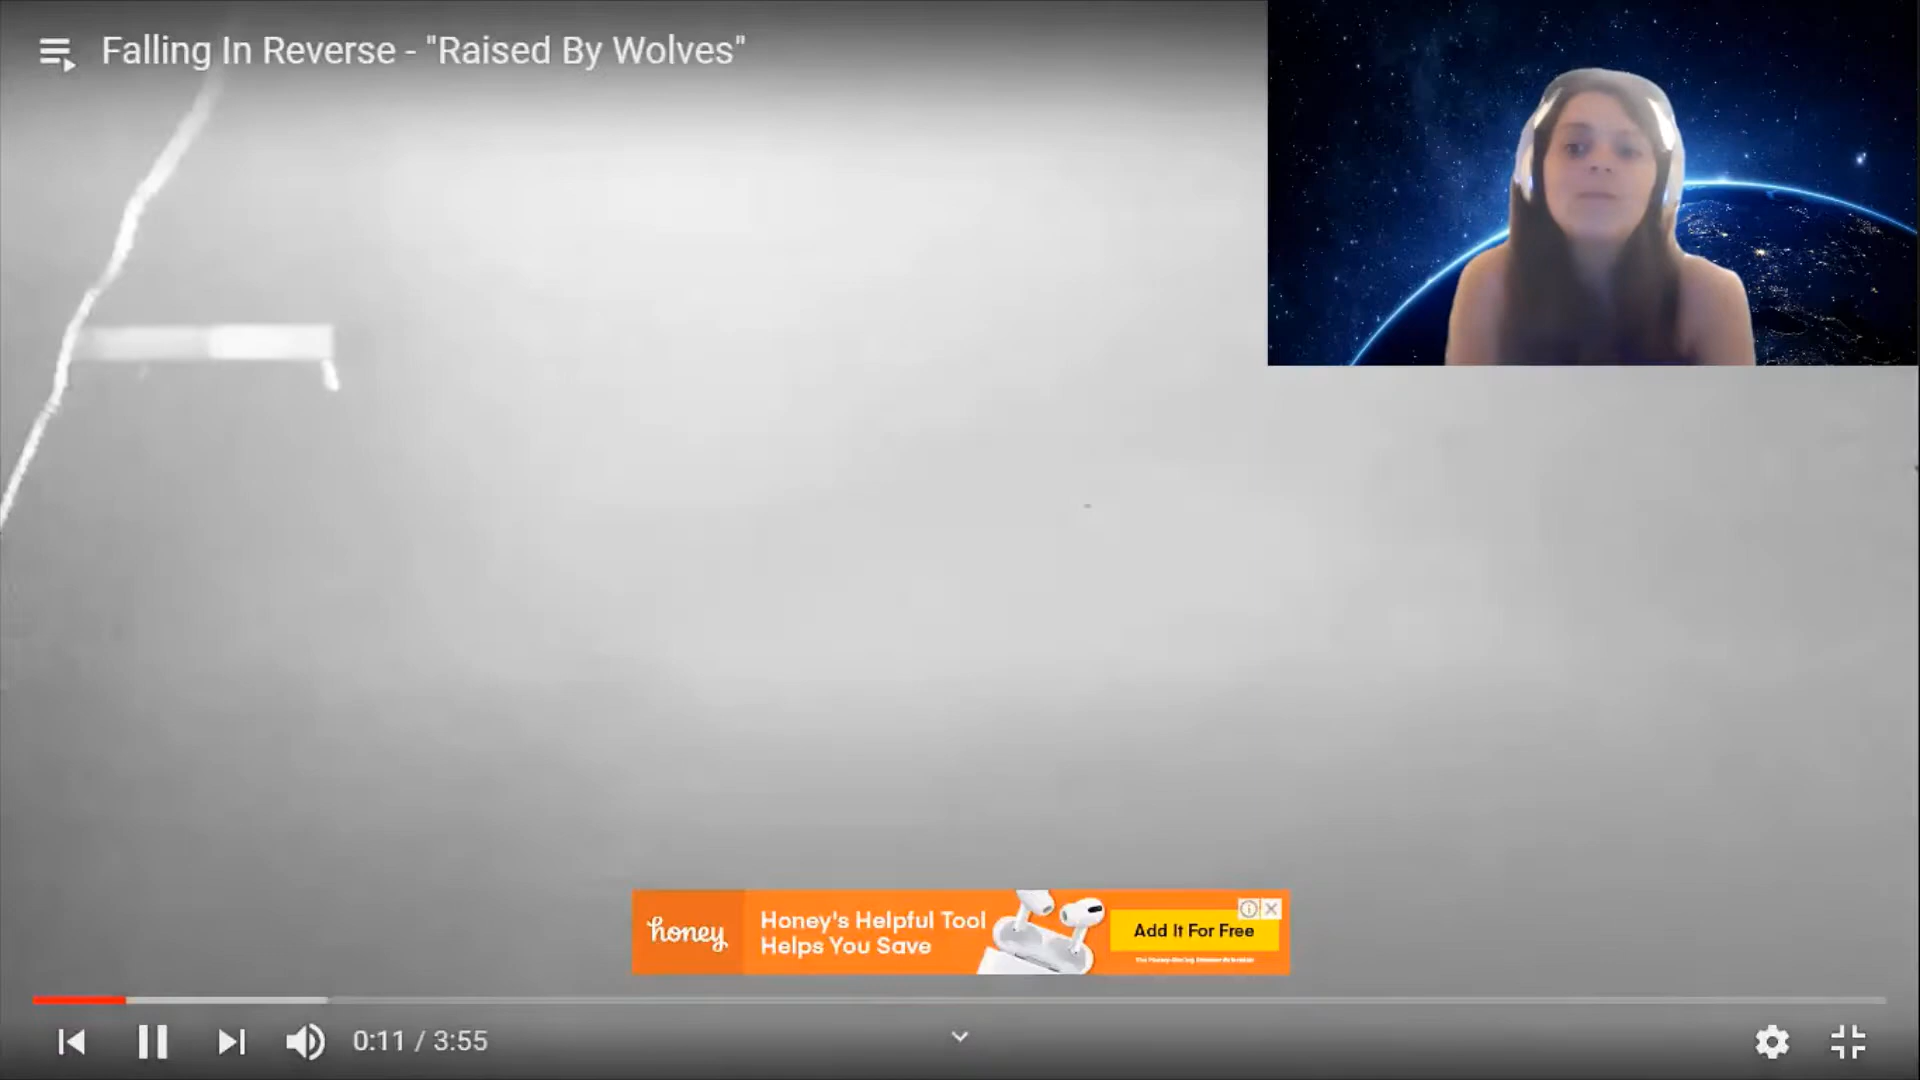 Falling In Reverse - "Raised By Wolves"
honey
Honey's Helpful Tool
Helps You Save
Add It For Free
0:11 / 3:55